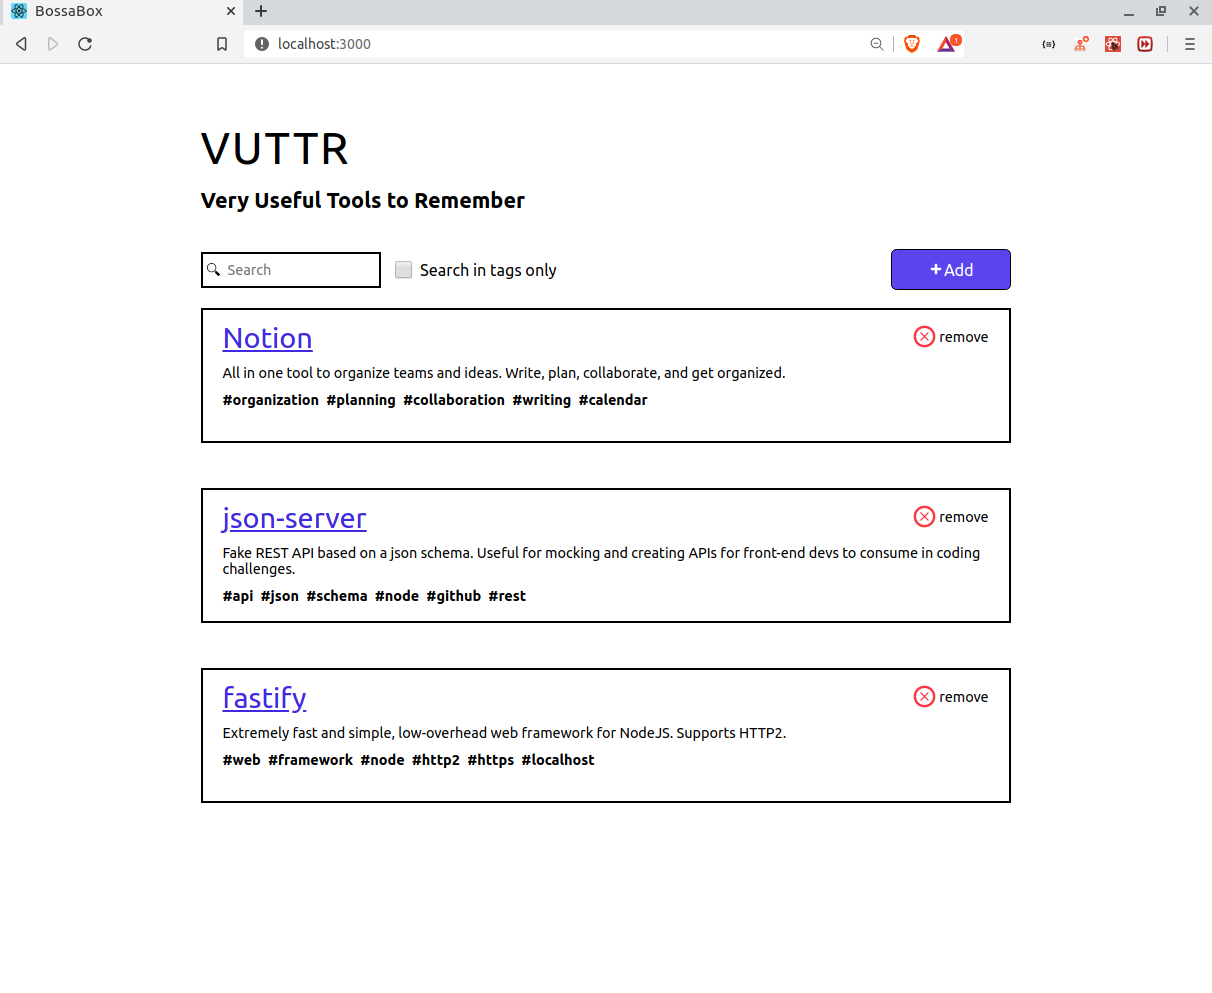 BossaBox
localhost:3000
1
VUTTR
Very Useful Tools to Remember
Search
Search in tags only
+ Add
Notion
remove
All in one tool to organize teams and ideas. Write, plan, collaborate, and get organized.
#organization #planning #collaboration #writing #calendar
json-server
remove
Fake REST API based on a json schema. Useful for mocking and creating APIs for front-end devs to consume in coding
challenges.
#api #json #schema #node #github #rest
fastify
remove
Extremely fast and simple, low-overhead web framework for NodeJS. Supports HTTP2.
#web #framework #node #http2 #https #localhost